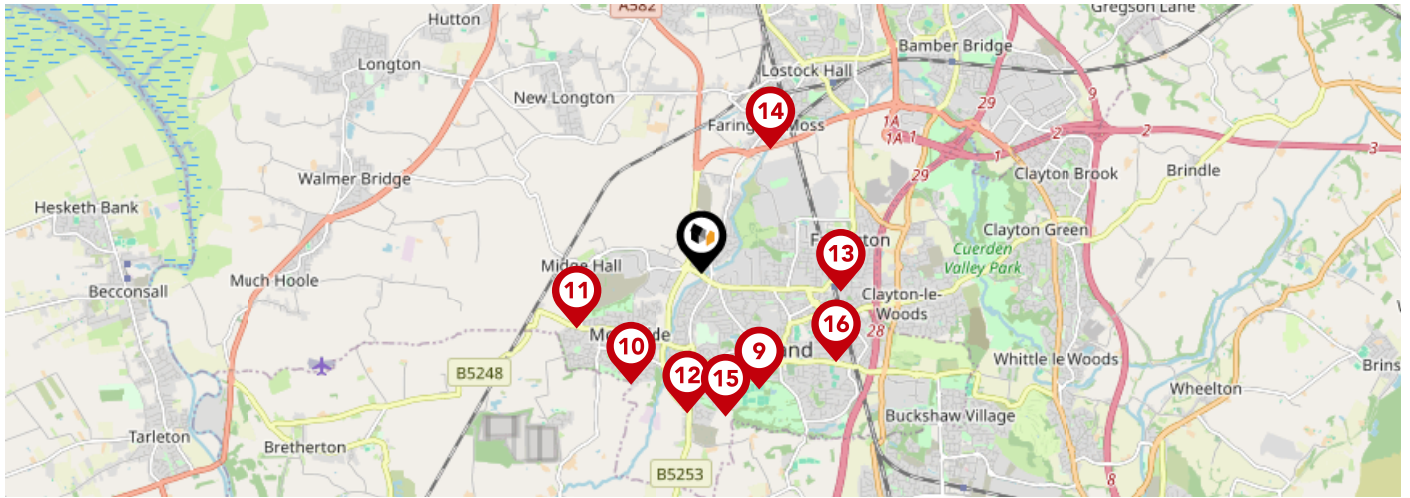 A582
Gregson Lane
Hutton
Bamber Bridge
Longton
Lostock Hall
New Longton
29
9
14
1A
1A
1
2
2
3
1
Walmer Bridge
29
Clayton Brook
Brindle
Hesketh Bank
Clayton Green
13
Cuerden
Valley Park
Midge Hall
Much Hoole
Becconsall
11
Clayton-le-
Woods
16
28
10
9
B5248
12
15
Whittle le Woods
Brins
Wheelton
Buckshaw Village
Tarleton
Bretherton
B5253
8